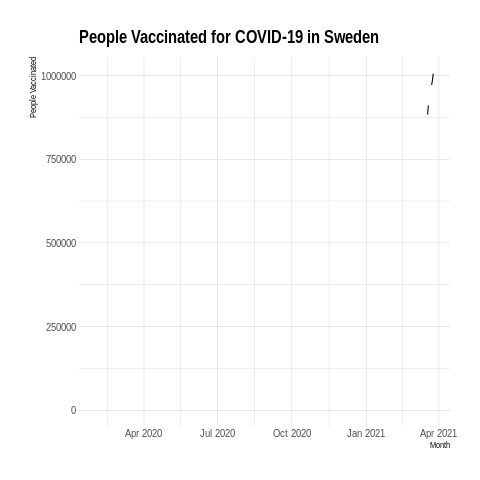 People Vaccinated for COVID-19 in Sweden
People Vaccinated
1000000
750000
500000
250000
0
Apr 2020 Jul 2020 Oct 2020 Jan 2021 Apr 2021
Month